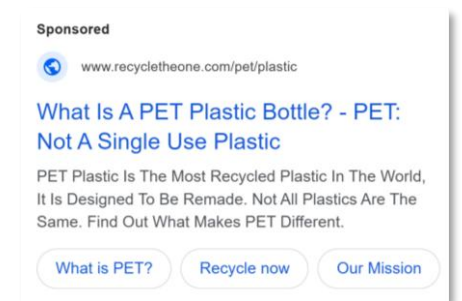 Sponsored
www.recycletheone.com/pet/plastic
What Is A PET Plastic Bottle? - PET:
Not A Single Use Plastic
PET Plastic Is The Most Recycled Plastic In The World,
It Is Designed To Be Remade. Not All Plastics Are The
Same. Find Out What Makes PET Different.
What is PET?
Recycle now
Our Mission